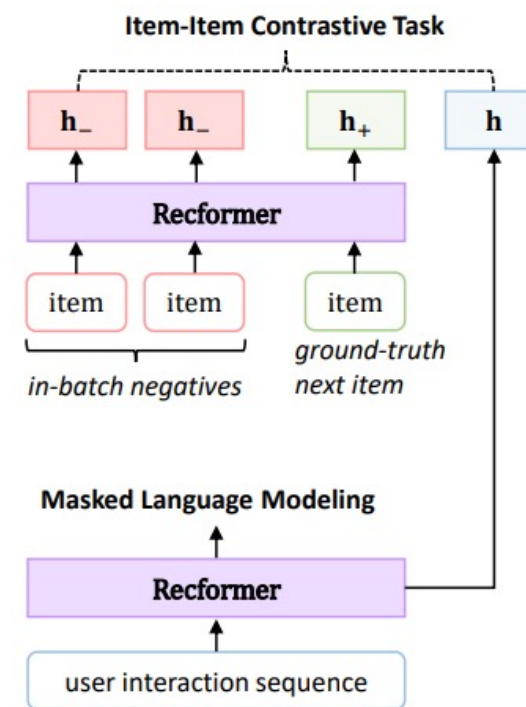 Item-Item Contrastive Task
h₋ h₋ h₊ h
Recformer
item item item
in-batch negatives
ground-truth
next item
Masked Language Modeling
Recformer
user interaction sequence